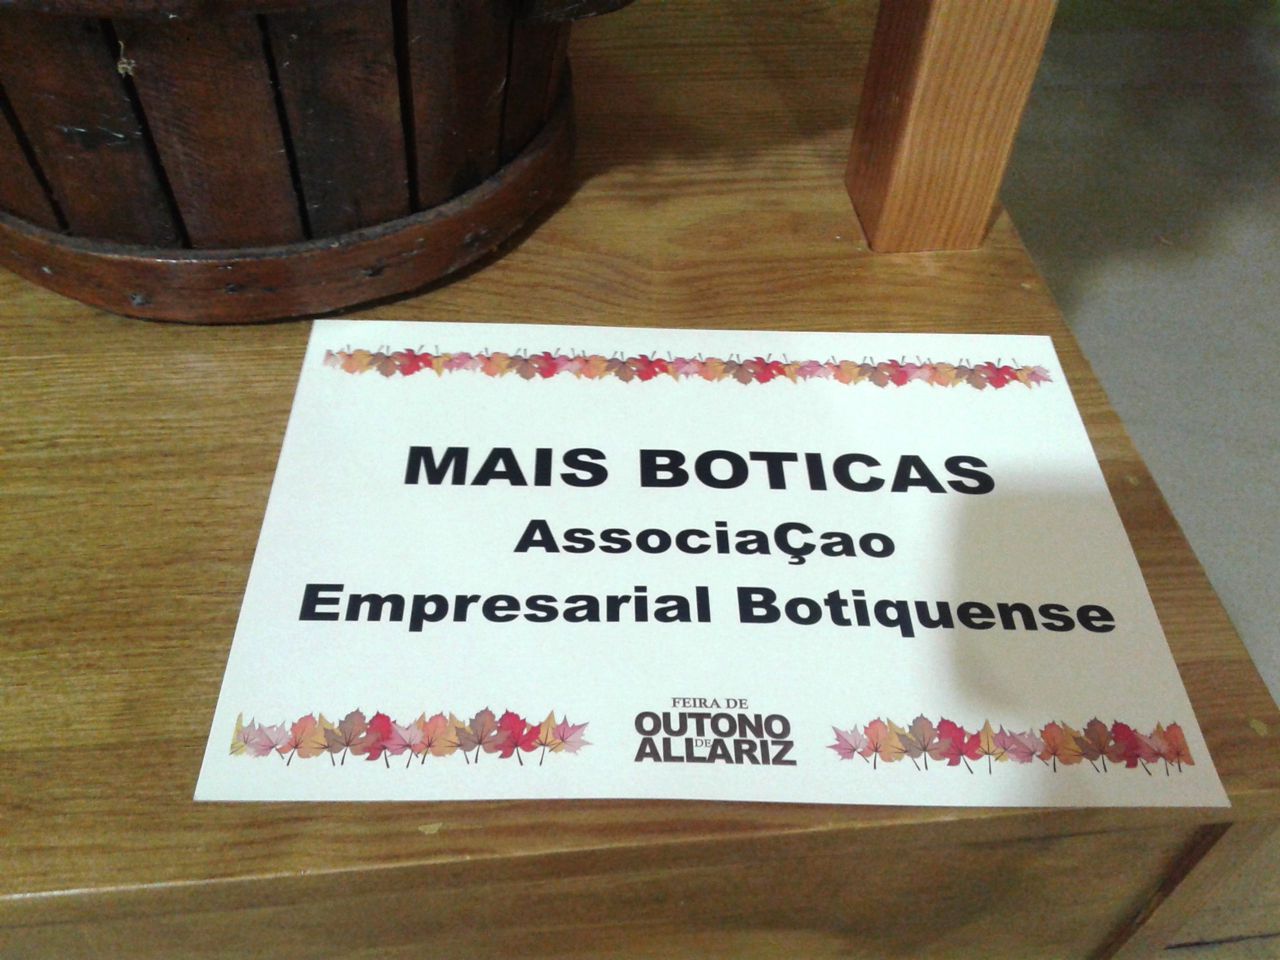 MAIS BOTICAS
AssociaÇao
Empresarial Botiquense
FEIRA DE
OUTONO
DE
ALLARIZ